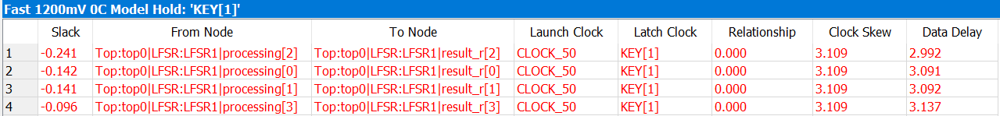 Fast 1200mV 0C Model Hold: 'KEY[1]'
Slack From Node To Node Launch Clock Latch Clock Relationship Clock Skew Data Delay
1 -0.241 Top:top0|LFSR:LFSR1|processing[2] Top:top0|LFSR:LFSR1|result_r[2] CLOCK_50 KEY[1] 0.000 3.109 2.992
2 -0.142 Top:top0|LFSR:LFSR1|processing[0] Top:top0|LFSR:LFSR1|result_r[0] CLOCK_50 KEY[1] 0.000 3.109 3.091
3 -0.141 Top:top0|LFSR:LFSR1|processing[1] Top:top0|LFSR:LFSR1|result_r[1] CLOCK_50 KEY[1] 0.000 3.109 3.092
4 -0.096 Top:top0|LFSR:LFSR1|processing[3] Top:top0|LFSR:LFSR1|result_r[3] CLOCK_50 KEY[1] 0.000 3.109 3.137